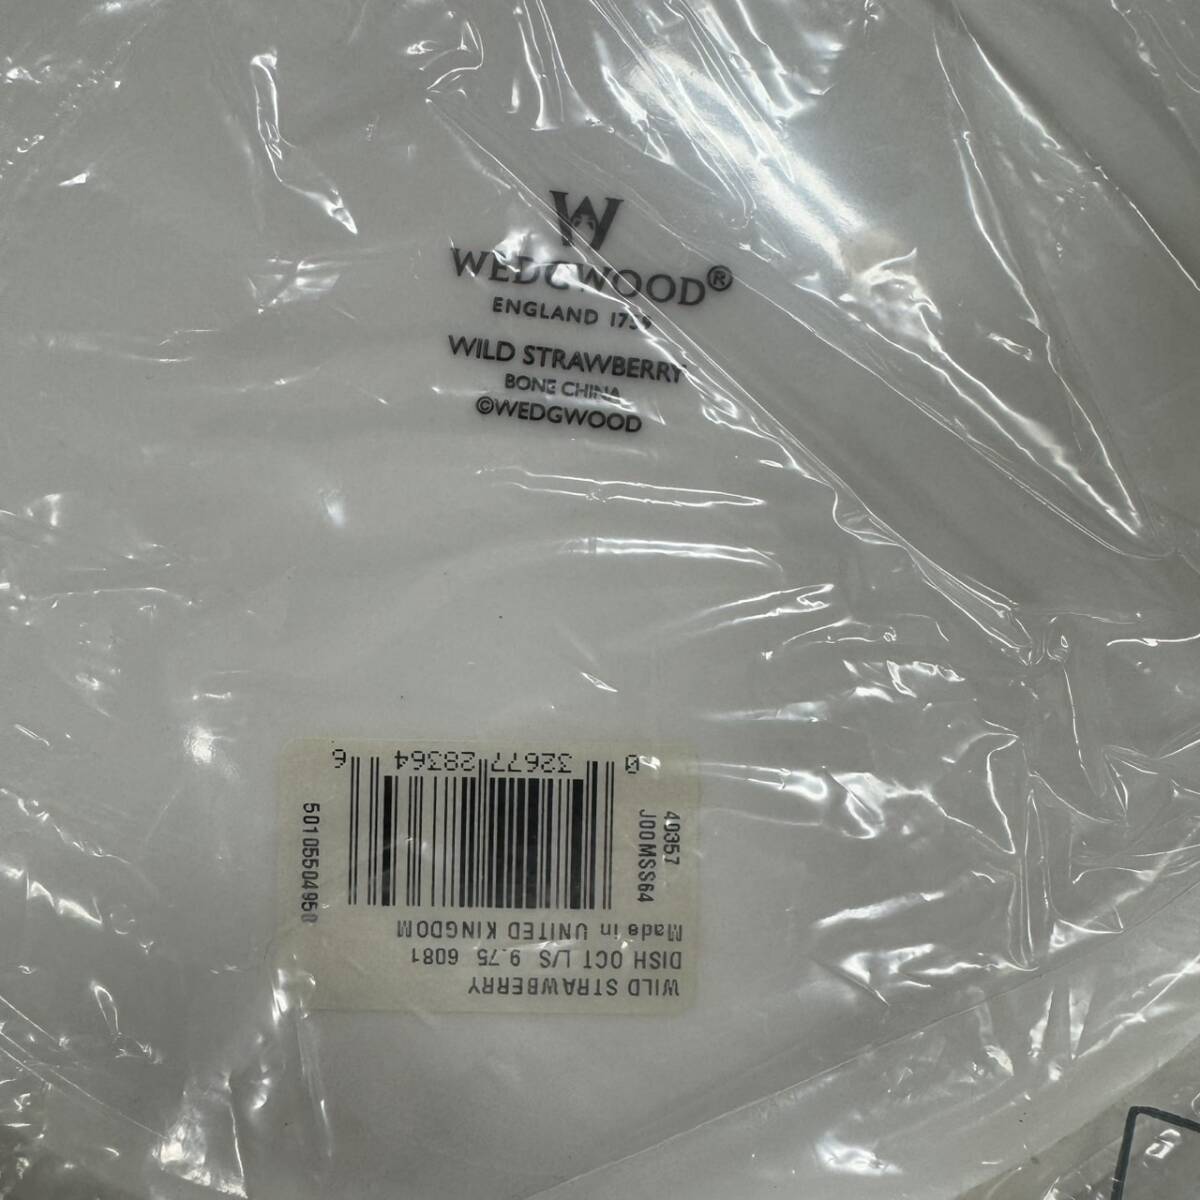 W
WEDGWOOD®
ENGLAND 1759
WILD STRAWBERRY
BONE CHINA
©WEDGWOOD
WILD STRAWBERRY
DISH OCT L/S 9.75 6081
Made in UNITED KINGDOM
40357
J00MSS64
0 32677 28364 6
501055049580